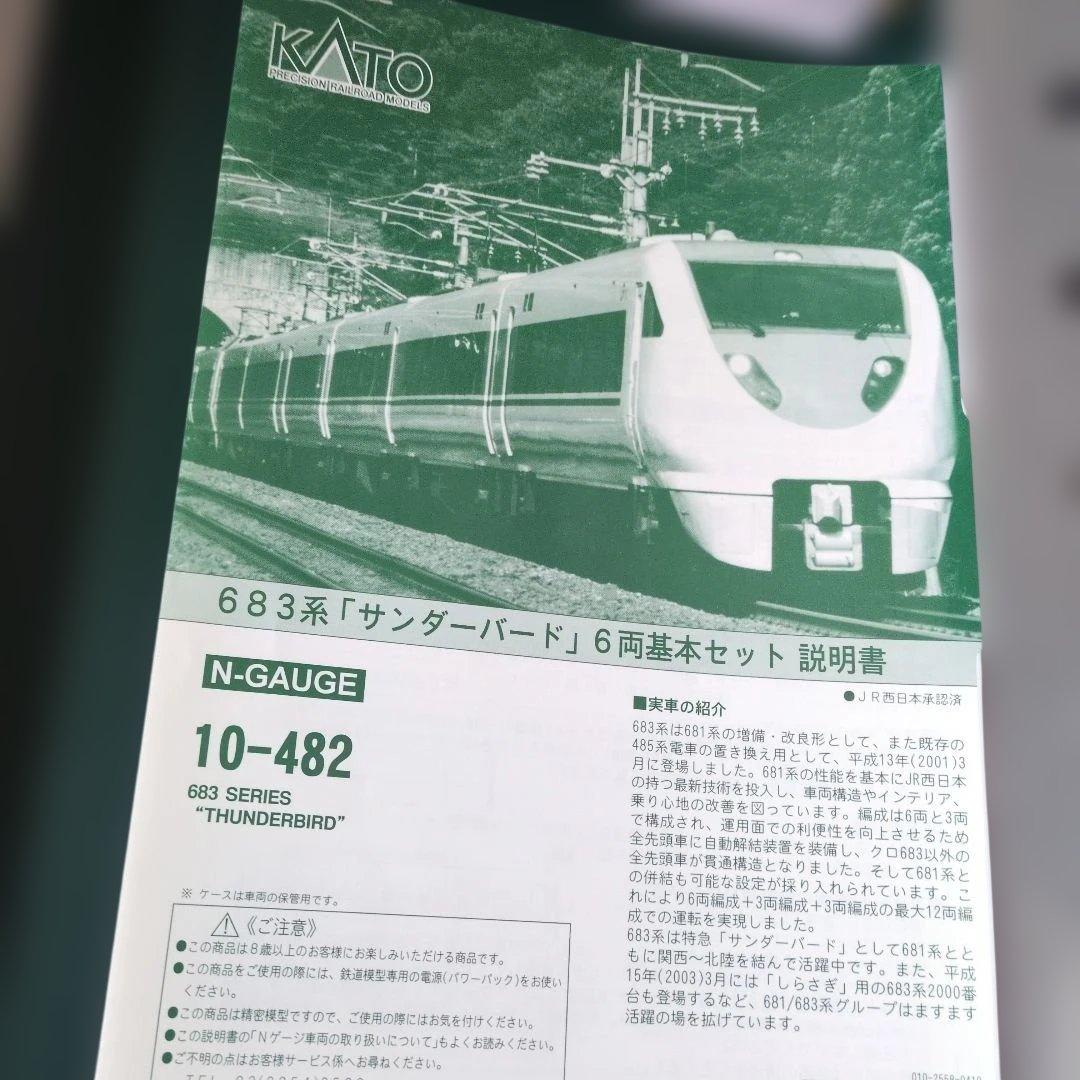 KATO
PRECISION RAILROAD MODELS
683系「サンダーバード」6両基本セット 説明書
N-GAUGE
10-482
683 SERIES
"THUNDERBIRD"
※ ケースは車両の保管用です。
《ご注意》
●この商品は8歳以上のお客様にお楽しみいただける商品です。
●この商品をご使用の際には、鉄道模型専用の電源(パワーパック)をお使い
ください。
●この商品は精密模型ですので、ご使用の際にはお気を付けください。
●この説明書の「Nゲージ車両の取り扱いについて」もよくお読みください。
●ご不明の点はお客様サービス係へお尋ねください。
●JR西日本承認済
■実車の紹介
683系は681系の増備・改良形として、また既存の
485系電車の置き換え用として、平成13年(2001)3
月に登場しました。681系の性能を基本にJR西日本
の持つ最新技術を投入し、車両構造やインテリア、
乗り心地の改善を図っています。編成は6両と3両
で構成され、運用面での利便性を向上させるため
全先頭車に自動解結装置を装備し、クロ683以外の
全先頭車が貫通構造となりました。そして681系と
の併結も可能な設定が採り入れられています。こ
れにより6両編成+3両編成+3両編成の最大12両編
成での運転を実現しました。
683系は特急「サンダーバード」として681系とと
もに関西〜北陸を結んで活躍中です。また、平成
15年(2003)3月には「しらさぎ」用の683系2000番
台も登場するなど、681/683系グループはますます
活躍の場を拡げています。